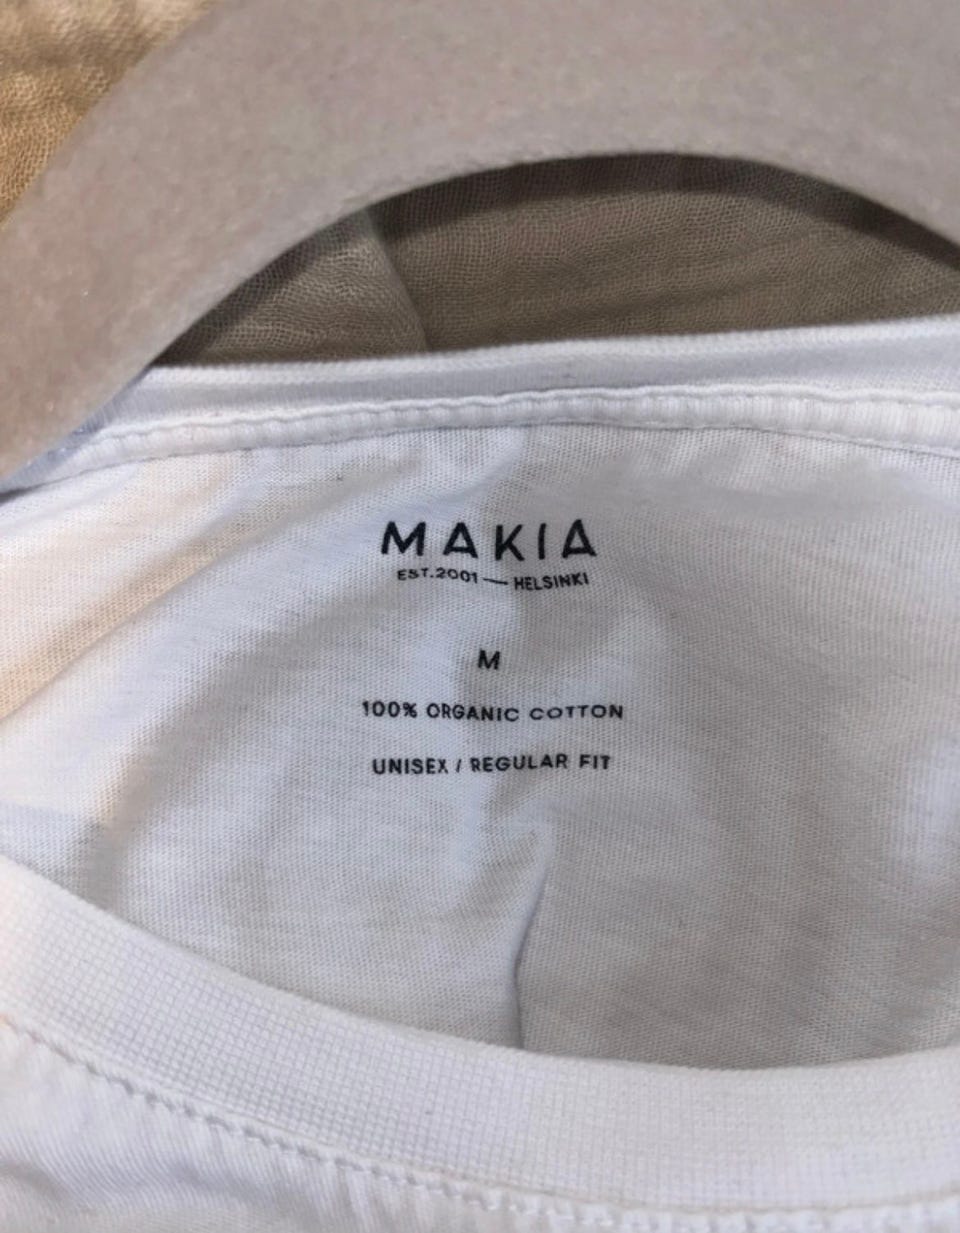 MAKIA
EST.2001 — HELSINKI
M
100% ORGANIC COTTON
UNISEX / REGULAR FIT